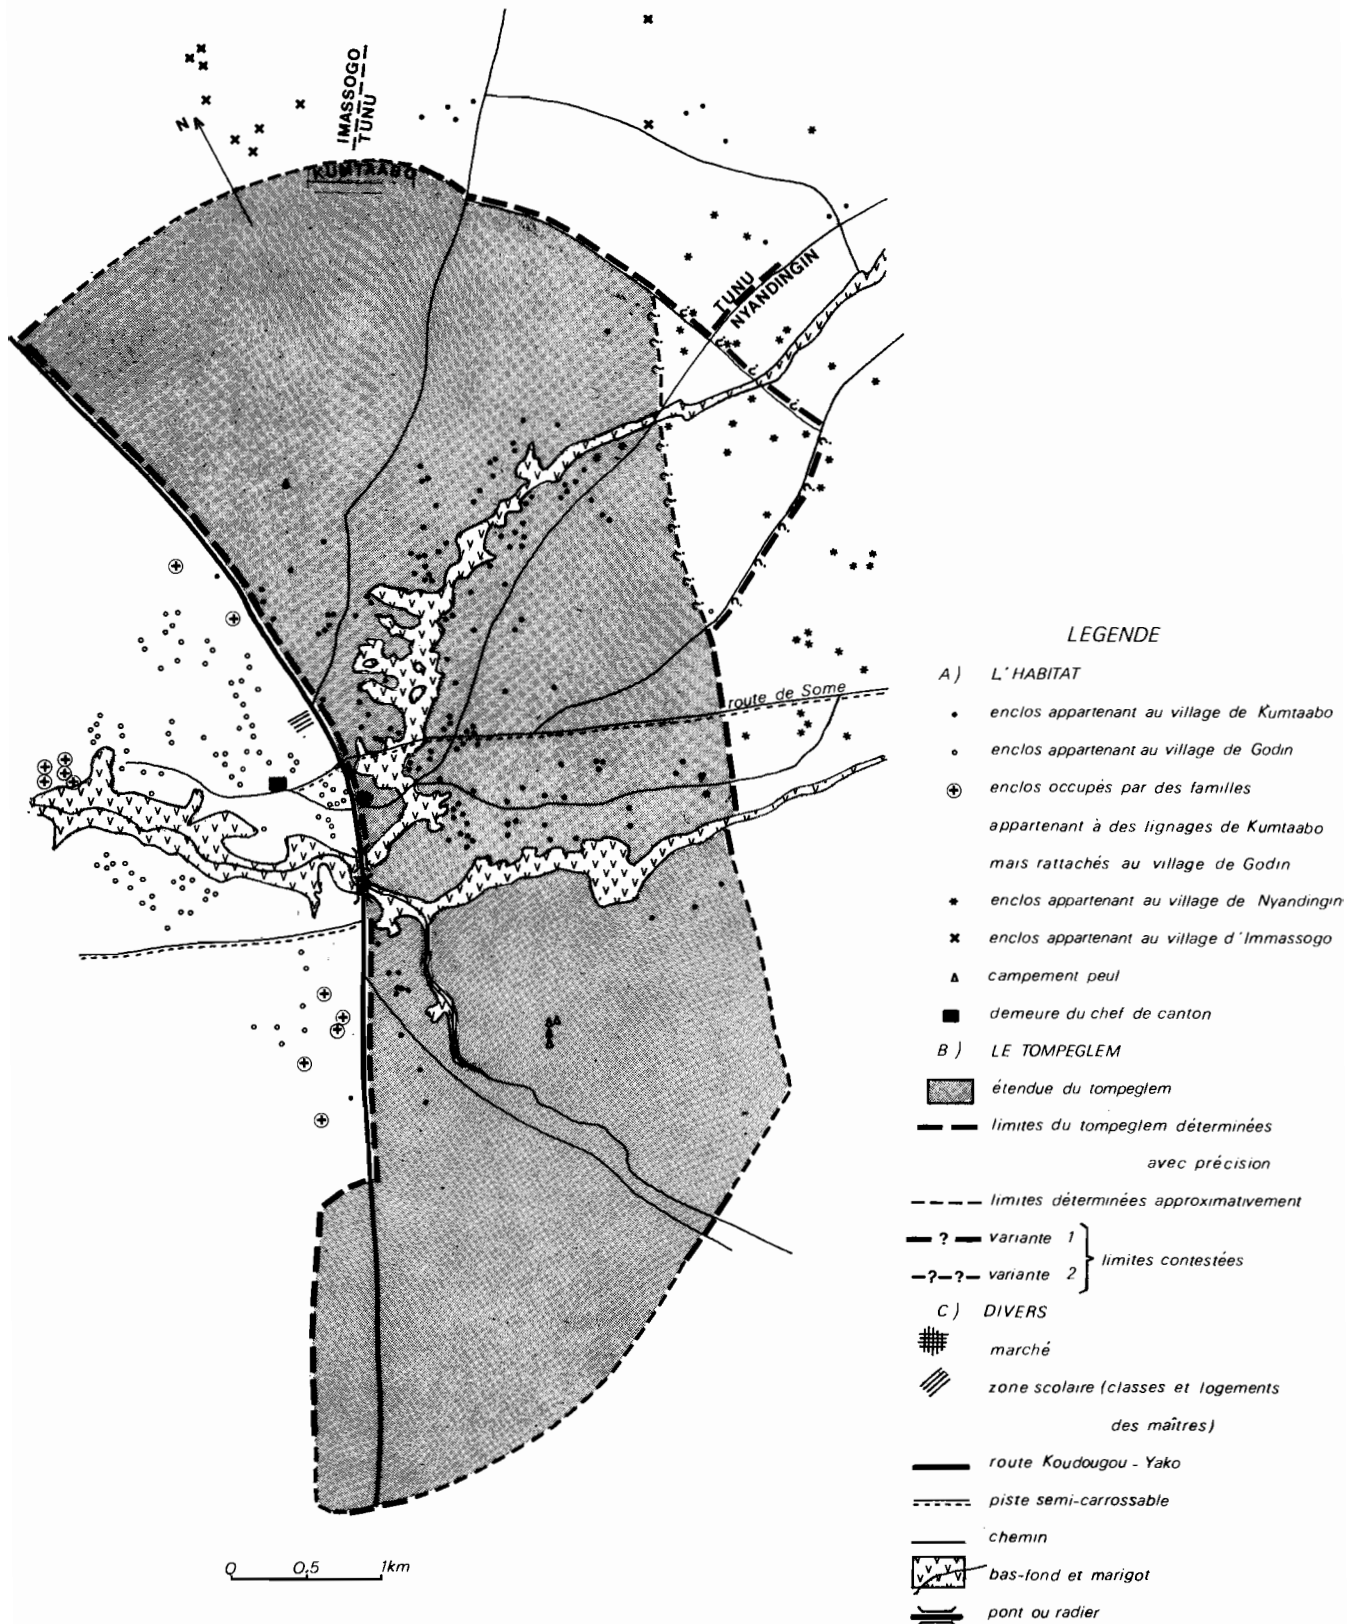 IMASSOGO
TUNU
N
KUMTAABO
TUNU
NYANDINGIN
route de Some
LEGENDE
A) L'HABITAT
enclos appartenant au village de Kumtaabo
enclos appartenant au village de Godin
enclos occupés par des familles
appartenant à des lignages de Kumtaabo
mais rattachés au village de Godin
enclos appartenant au village de Nyandingin
enclos appartenant au village d'Immassogo
campement peul
demeure du chef de canton
B) LE TOMPEGLEM
étendue du tompeglem
limites du tompeglem déterminées
avec précision
limites déterminées approximativement
? variante 1
limites contestées
?-? variante 2
C) DIVERS
marché
zone scolaire (classes et logements
des maîtres)
route Koudougou - Yako
piste semi-carrossable
chemin
bas-fond et marigot
pont ou radier
0 0.5 1km